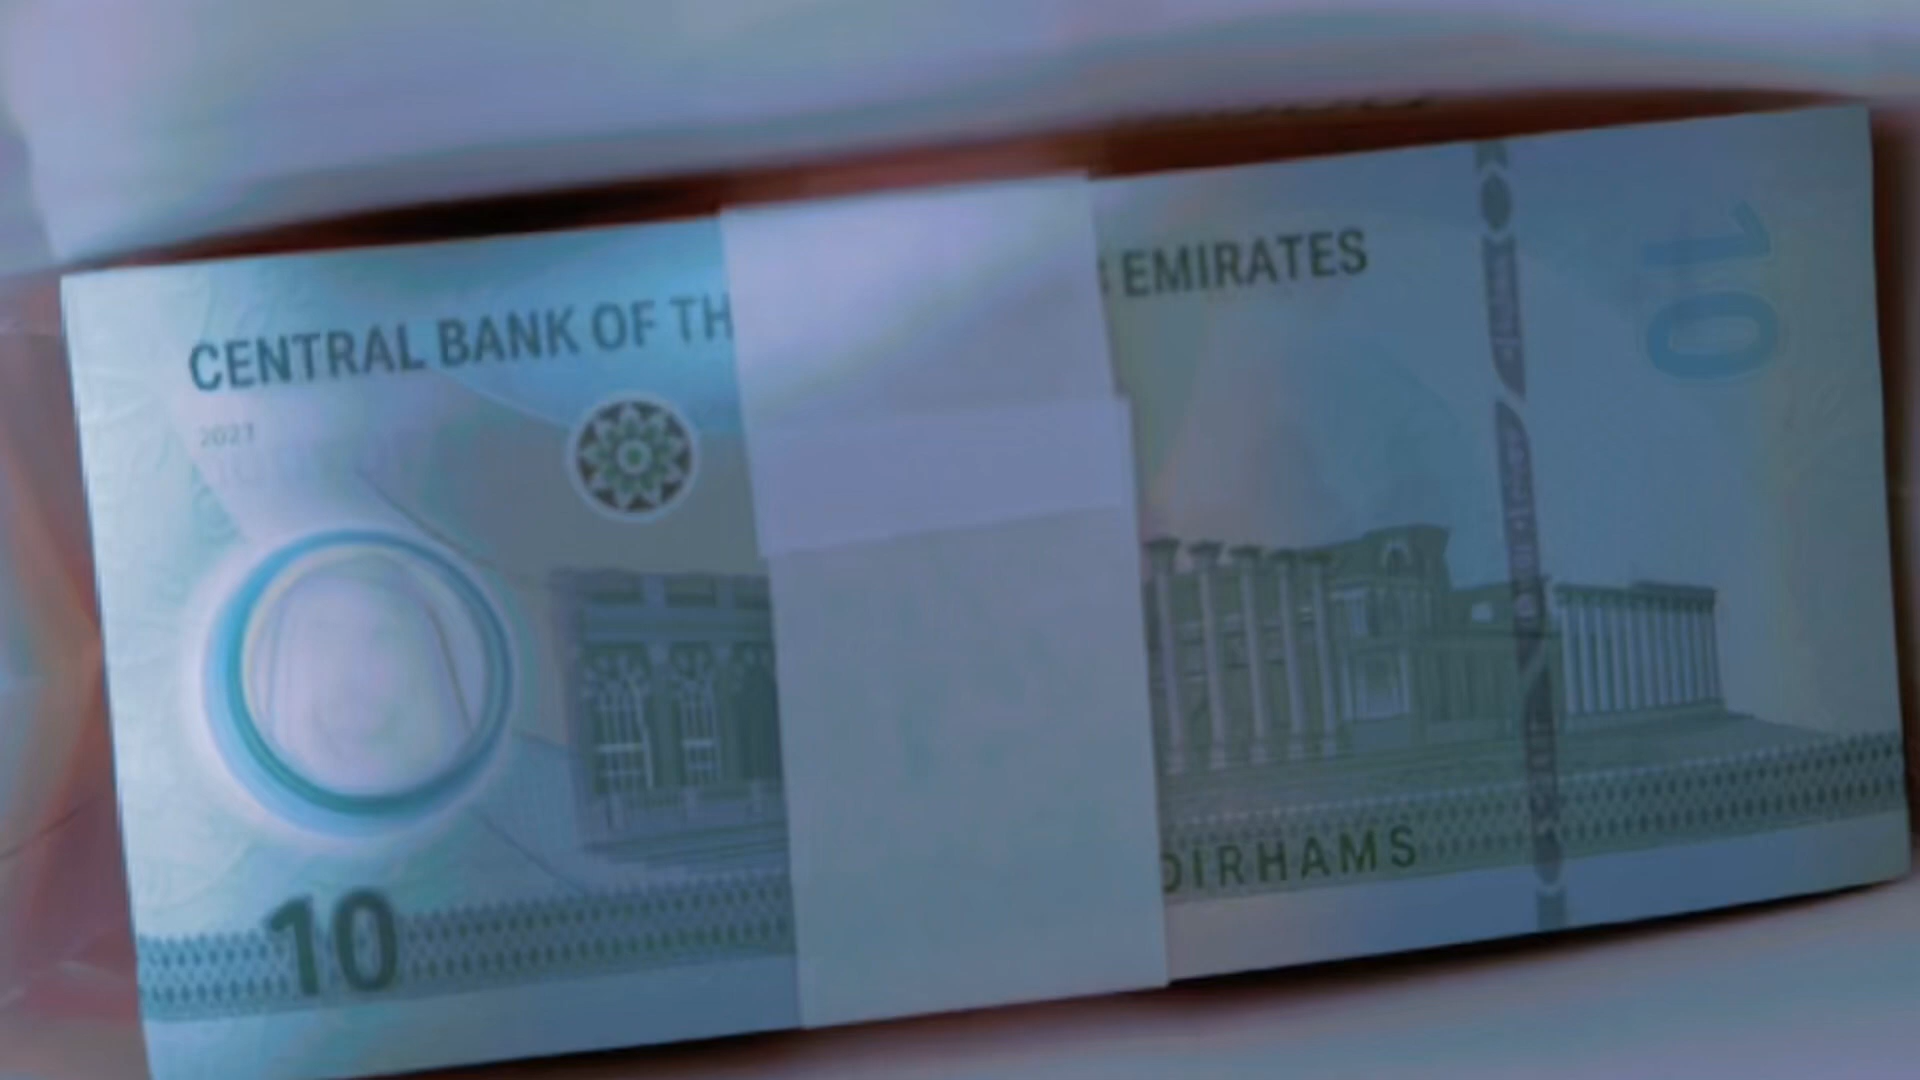 CENTRAL BANK OF TH
EMIRATES
2021
10
10
DIRHAMS